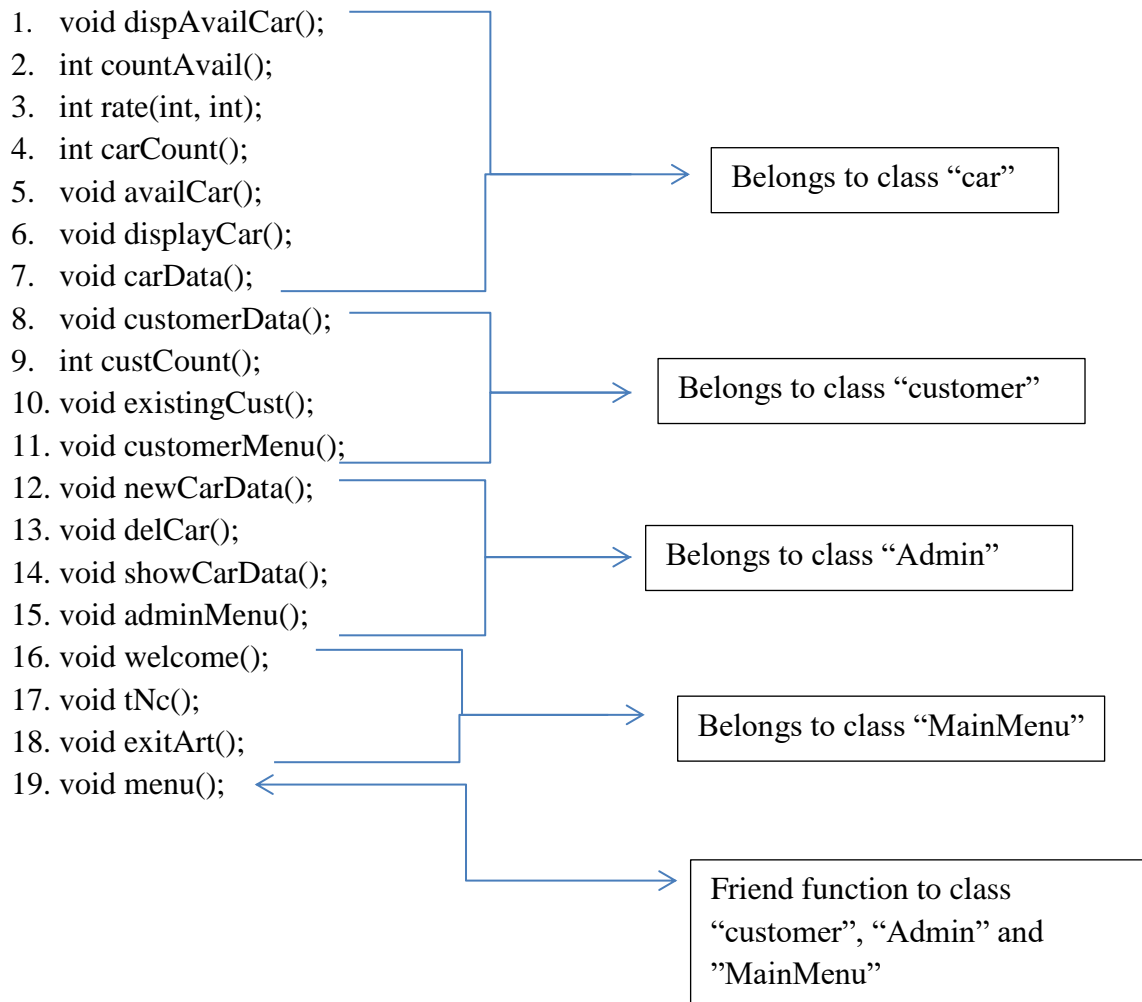 1. void dispAvailCar();
2. int countAvail();
3. int rate(int, int);
4. int carCount();
5. void availCar();
6. void displayCar();
7. void carData();
Belongs to class “car”
8. void customerData();
9. int custCount();
10. void existingCust();
11. void customerMenu();
Belongs to class “customer”
12. void newCarData();
13. void delCar();
14. void showCarData();
15. void adminMenu();
Belongs to class “Admin”
16. void welcome();
17. void tNc();
18. void exitArt();
Belongs to class “MainMenu”
19. void menu();
Friend function to class
“customer”, “Admin” and
”MainMenu”